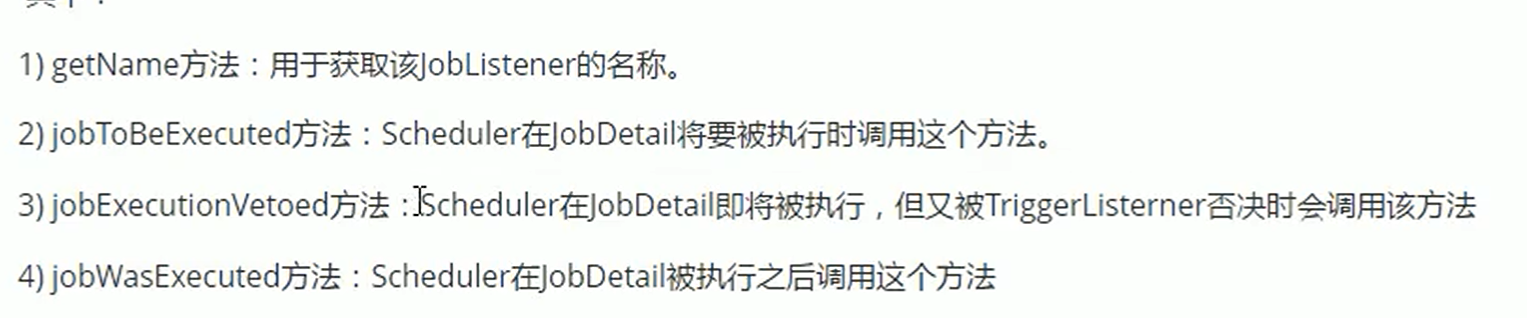 其中：
1) getName方法：用于获取该JobListener的名称。
2) jobToBeExecuted方法：Scheduler在JobDetail将要被执行时调用这个方法。
3) jobExecutionVetoed方法：Scheduler在JobDetail即将被执行，但又被TriggerListerner否决时会调用该方法
4) jobWasExecuted方法：Scheduler在JobDetail被执行之后调用这个方法